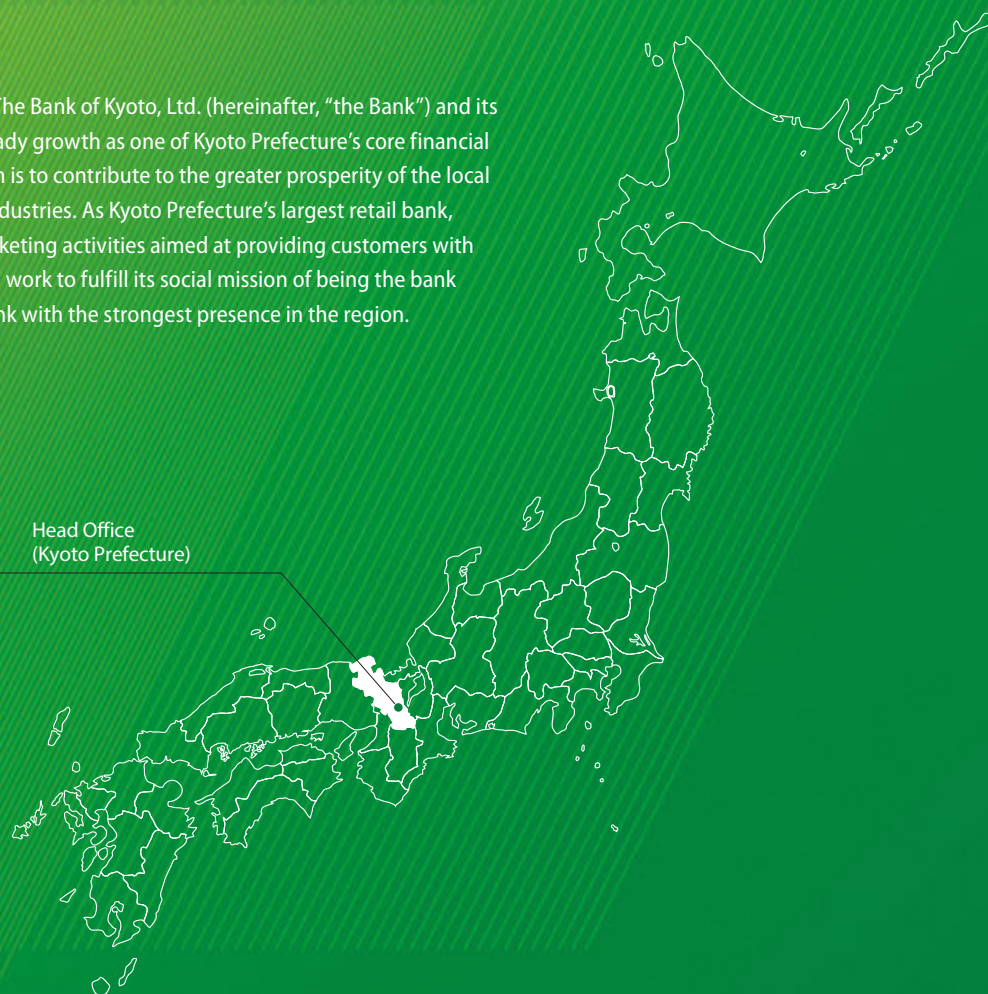 The Bank of Kyoto, Ltd. (hereinafter, “the Bank”) and its
ady growth as one of Kyoto Prefecture’s core financial
n is to contribute to the greater prosperity of the local
dustries. As Kyoto Prefecture’s largest retail bank,
keting activities aimed at providing customers with
work to fulfill its social mission of being the bank
nk with the strongest presence in the region.
Head Office
(Kyoto Prefecture)